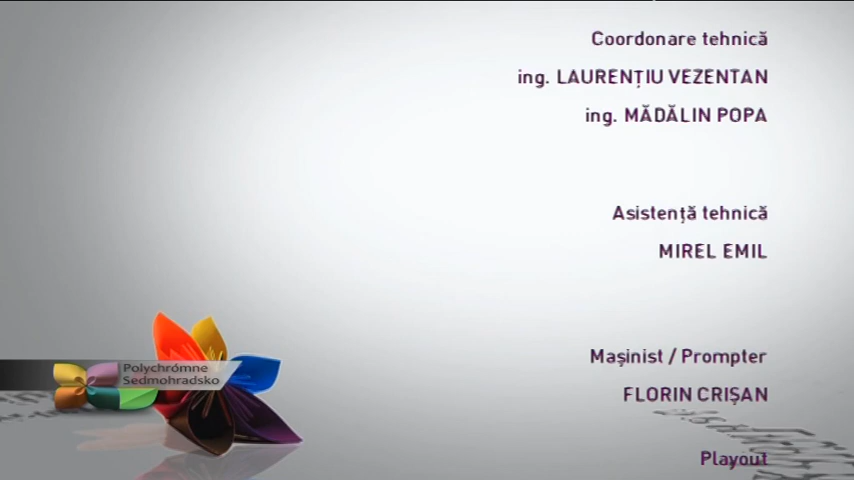 Coordonare tehnică
ing. LAURENȚIU VEZENTAN
ing. MĂDĂLIN POPA
Asistență tehnică
MIREL EMIL
Mașinist / Prompter
FLORIN CRIȘAN
Playout
Polychrómne
Sedmohradsko